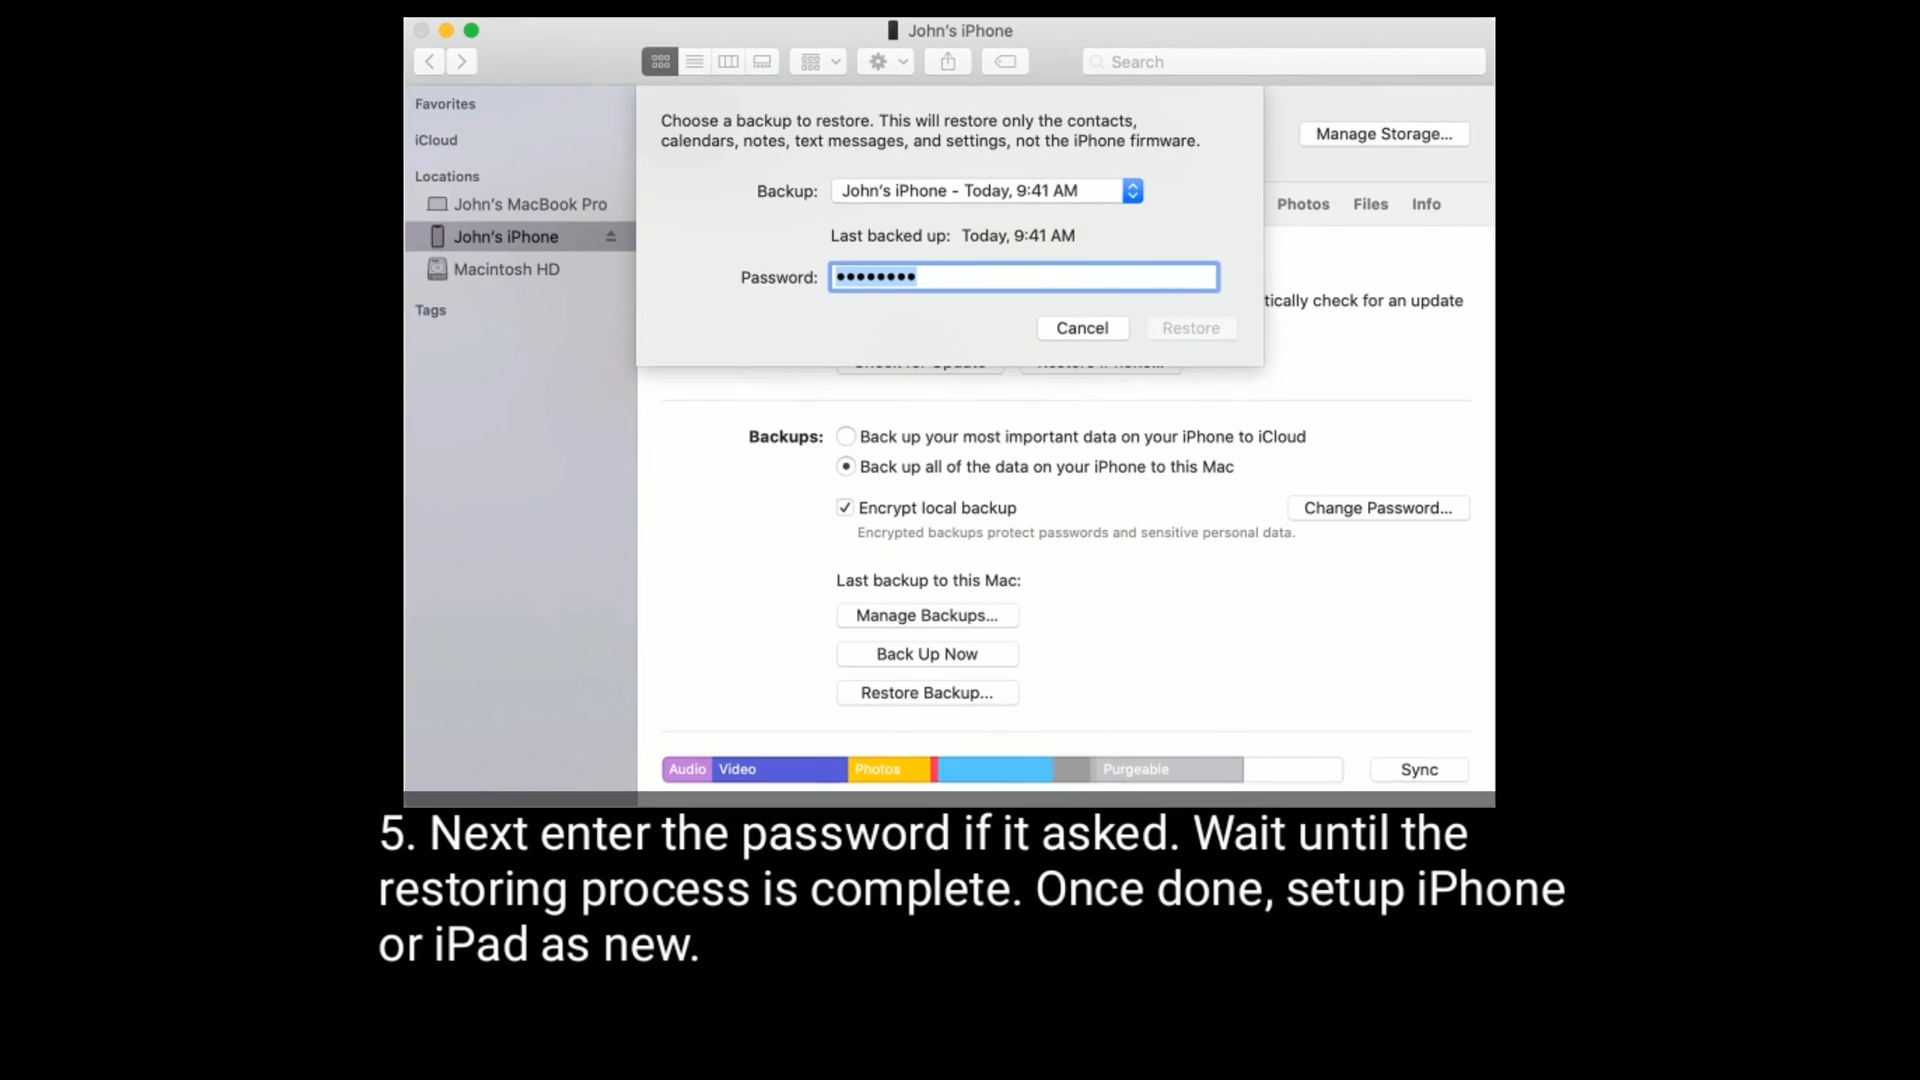 John's iPhone
Search
Favorites
iCloud
Locations
John's MacBook Pro
John's iPhone
Macintosh HD
Tags
Choose a backup to restore. This will restore only the contacts,
calendars, notes, text messages, and settings, not the iPhone firmware.
Backup: John's iPhone - Today, 9:41 AM
Last backed up: Today, 9:41 AM
Password: ••••••••
Cancel Restore
Manage Storage...
Photos Files Info
tically check for an update
Backups: Back up your most important data on your iPhone to iCloud
Back up all of the data on your iPhone to this Mac
Encrypt local backup Change Password...
Encrypted backups protect passwords and sensitive personal data.
Last backup to this Mac:
Manage Backups...
Back Up Now
Restore Backup...
Audio Video Photos Purgeable Sync
5. Next enter the password if it asked. Wait until the
restoring process is complete. Once done, setup iPhone
or iPad as new.